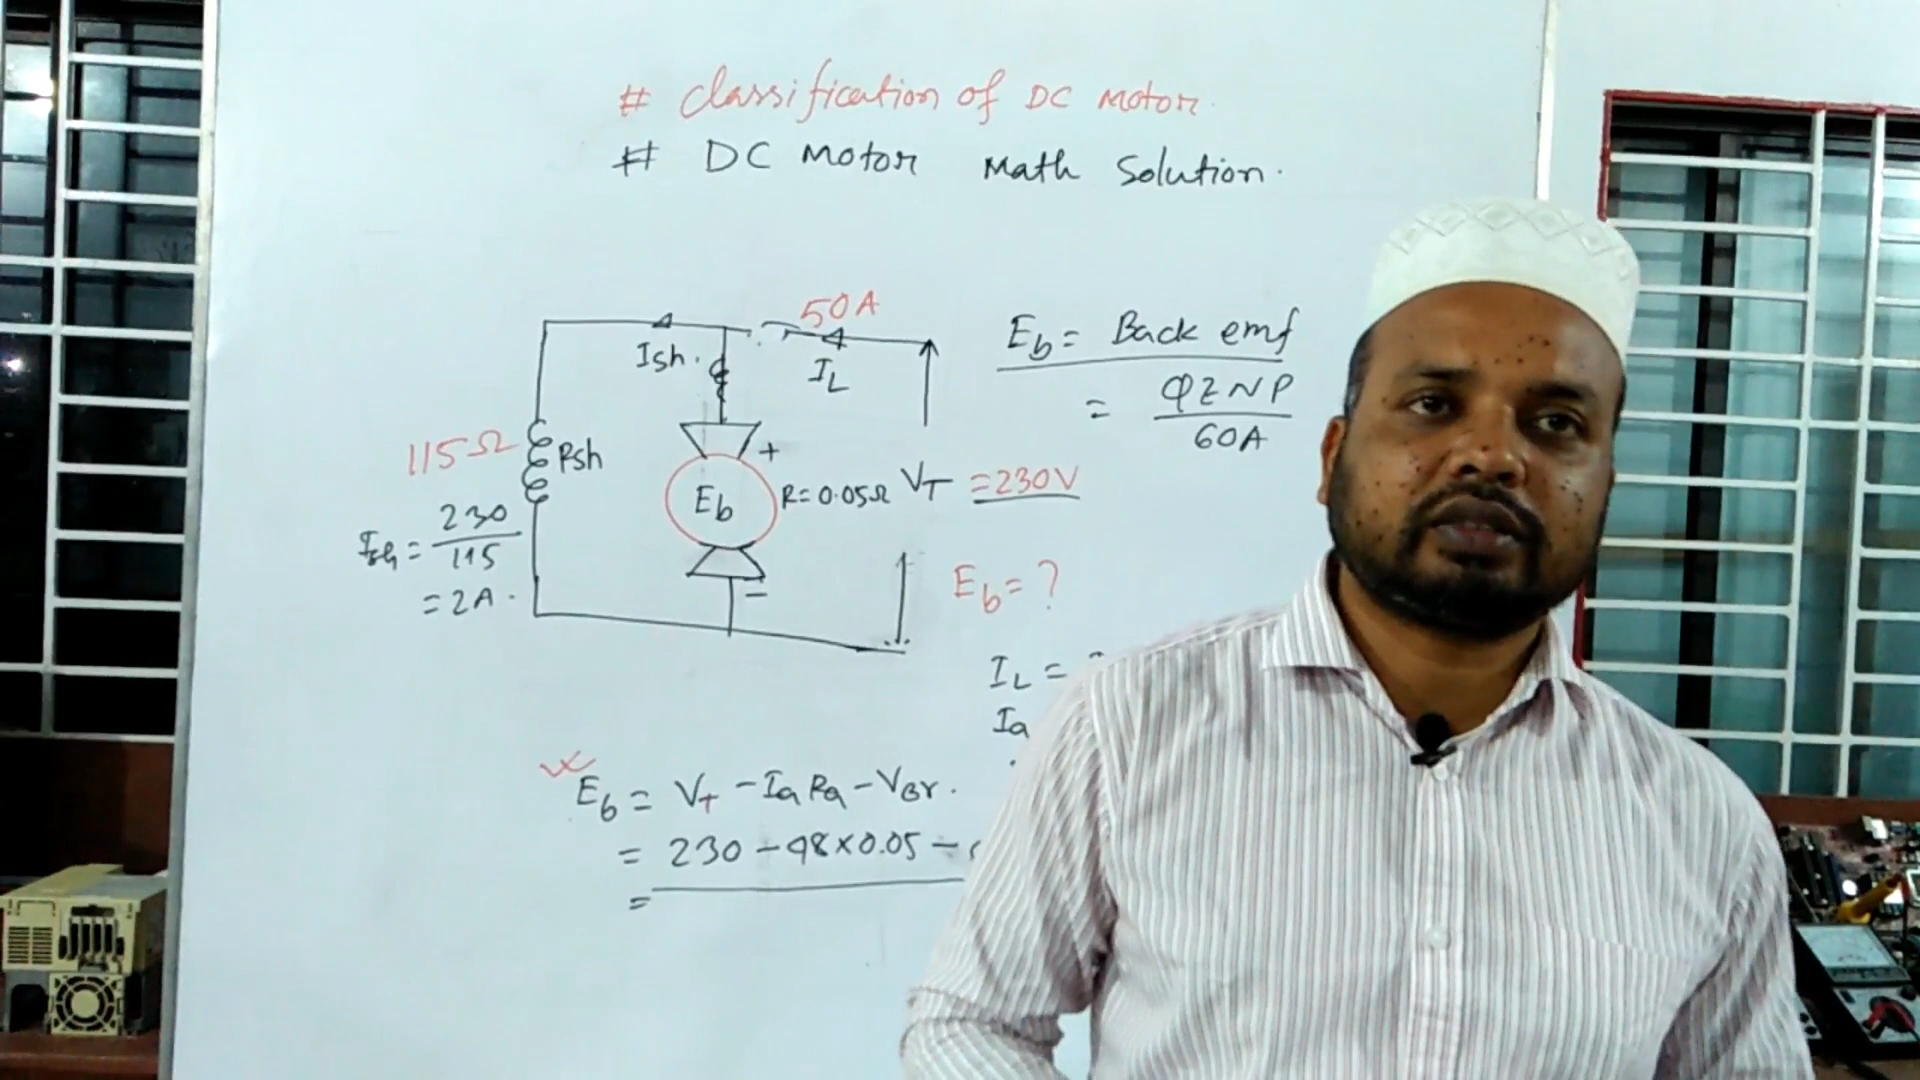 # Classification of DC Motor.
# DC Motor Math Solution.
50A
Ish.
IL
Eb = Back emf
= φZNP
60A
115Ω
Rsh
+
Eb
R=0.05Ω
VT = 230V
Ish = 230
115
= 2A.
−
Eb = ?
IL =
Ia
Eb = VT - IaRa - VBr.
= 230 - 48×0.05 -
=